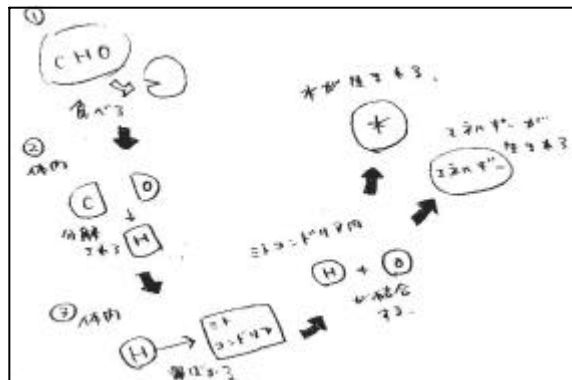 ①
CHO
食べる
②
体内
C
O
分解
される
H
③
体内
H
ミト
コンドリア
運ばれる
ミトコンドリア内
H + O
が結合
する.
水が生まれる.
水
エネルギーが
生まれる
エネルギー